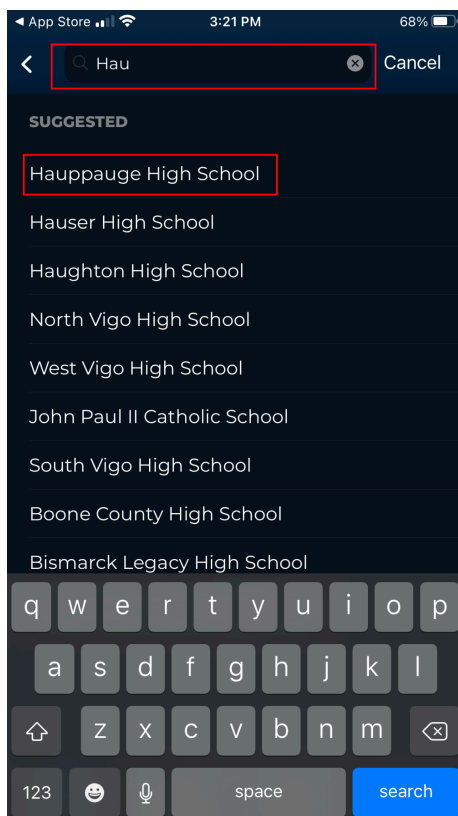 ◀ App Store 3:21 PM 68%
Hau Cancel
SUGGESTED
Hauppauge High School
Hauser High School
Haughton High School
North Vigo High School
West Vigo High School
John Paul II Catholic School
South Vigo High School
Boone County High School
Bismarck Legacy High School
q w e r t y u i o p
a s d f g h j k l
z x c v b n m
123 space search